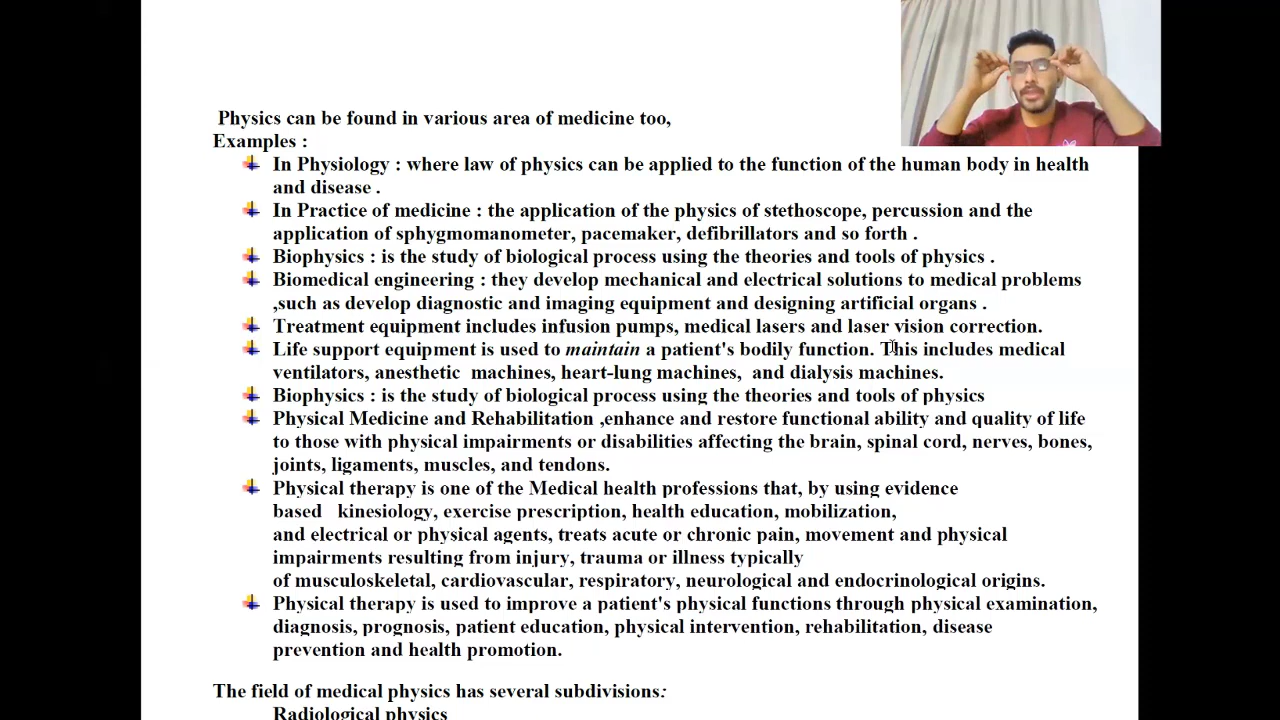 Physics can be found in various area of medicine too,
Examples :
In Physiology : where law of physics can be applied to the function of the human body in health
and disease .
In Practice of medicine : the application of the physics of stethoscope, percussion and the
application of sphygmomanometer, pacemaker, defibrillators and so forth .
Biophysics : is the study of biological process using the theories and tools of physics .
Biomedical engineering : they develop mechanical and electrical solutions to medical problems
,such as develop diagnostic and imaging equipment and designing artificial organs .
Treatment equipment includes infusion pumps, medical lasers and laser vision correction.
Life support equipment is used to maintain a patient's bodily function. This includes medical
ventilators, anesthetic machines, heart-lung machines, and dialysis machines.
Biophysics : is the study of biological process using the theories and tools of physics
Physical Medicine and Rehabilitation ,enhance and restore functional ability and quality of life
to those with physical impairments or disabilities affecting the brain, spinal cord, nerves, bones,
joints, ligaments, muscles, and tendons.
Physical therapy is one of the Medical health professions that, by using evidence
based kinesiology, exercise prescription, health education, mobilization,
and electrical or physical agents, treats acute or chronic pain, movement and physical
impairments resulting from injury, trauma or illness typically
of musculoskeletal, cardiovascular, respiratory, neurological and endocrinological origins.
Physical therapy is used to improve a patient's physical functions through physical examination,
diagnosis, prognosis, patient education, physical intervention, rehabilitation, disease
prevention and health promotion.
The field of medical physics has several subdivisions:
Radiological physics